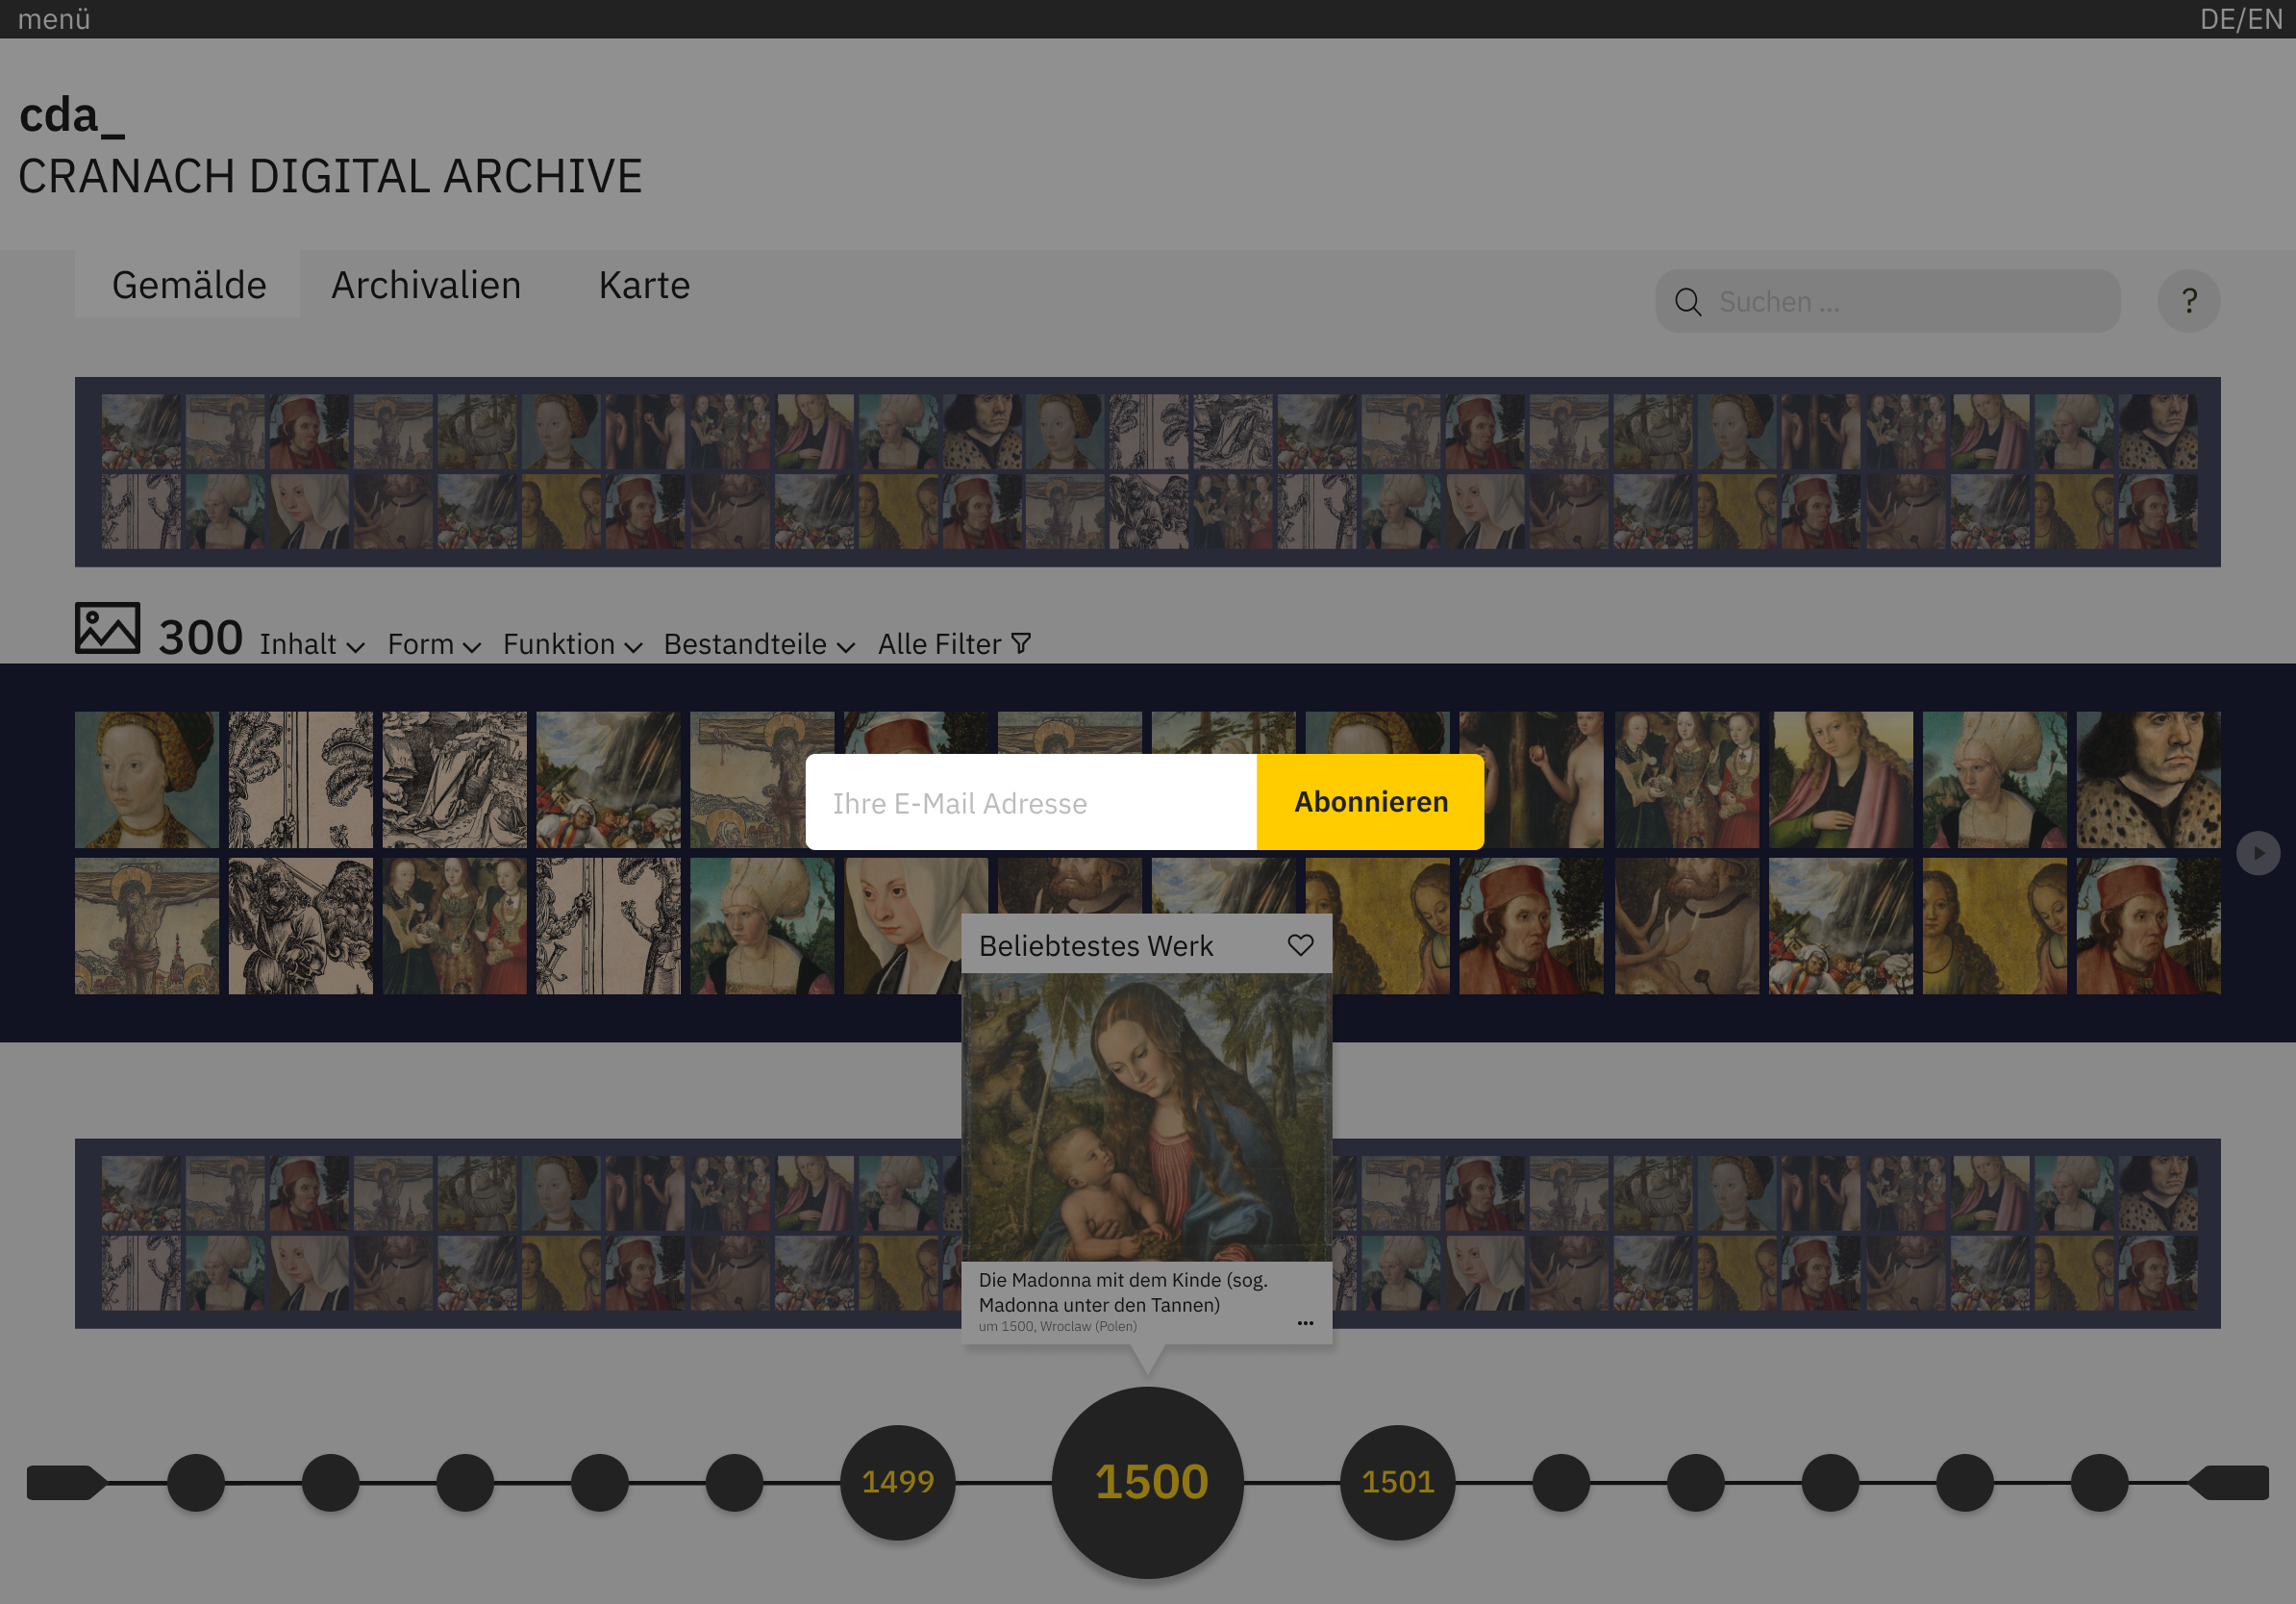 menü
DE/EN
cda_
CRANACH DIGITAL ARCHIVE
Gemälde
Archivalien
Karte
Suchen ...
?
300
Inhalt
Form
Funktion
Bestandteile
Alle Filter
Ihre E-Mail Adresse
Abonnieren
Beliebtestes Werk
Die Madonna mit dem Kinde (sog.
Madonna unter den Tannen)
um 1500, Wroclaw (Polen)
1499
1500
1501